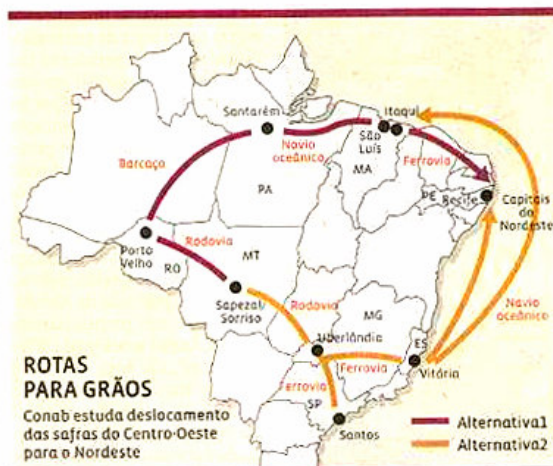 Santarém
Itaqui
Barcaça
Navio
oceânico
São
Luís
Ferrovia
PA
MA
PE
Recife
Capitais
do
Nordeste
Porto
Velho
RO
Rodovia
MT
Sapezal/
Sorriso
Rodovia
MG
Navio
oceânico
Uberlândia
ES
Ferrovia
Vitória
Ferrovia
SP
Santos
ROTAS
PARA GRÃOS
Conab estuda deslocamento
das safras do Centro-Oeste
para o Nordeste
Alternativa1
Alternativa2